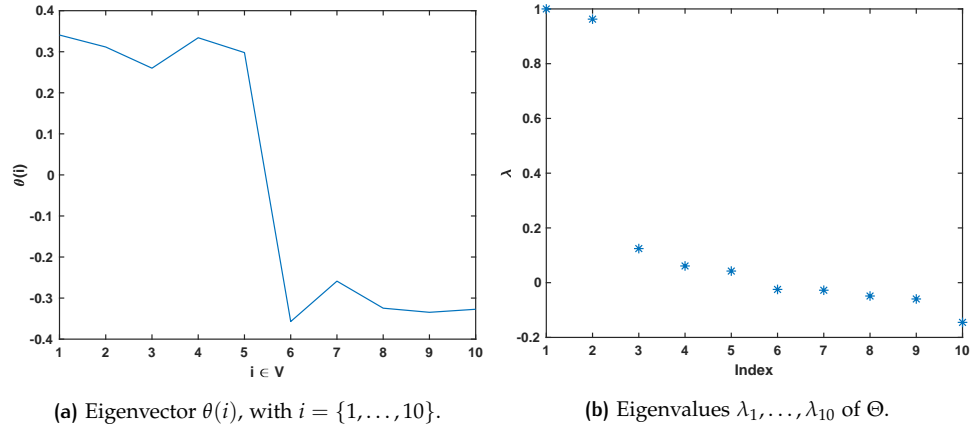 0.4
0.3
0.2
0.1
0
-0.1
-0.2
-0.3
-0.4
θ(i)
1 2 3 4 5 6 7 8 9 10
i ∈ V
(a) Eigenvector θ(i), with i = {1, . . . , 10}.
1
0.8
0.6
0.4
0.2
0
-0.2
λ
1 2 3 4 5 6 7 8 9 10
Index
(b) Eigenvalues λ₁, . . . , λ₁₀ of Θ.